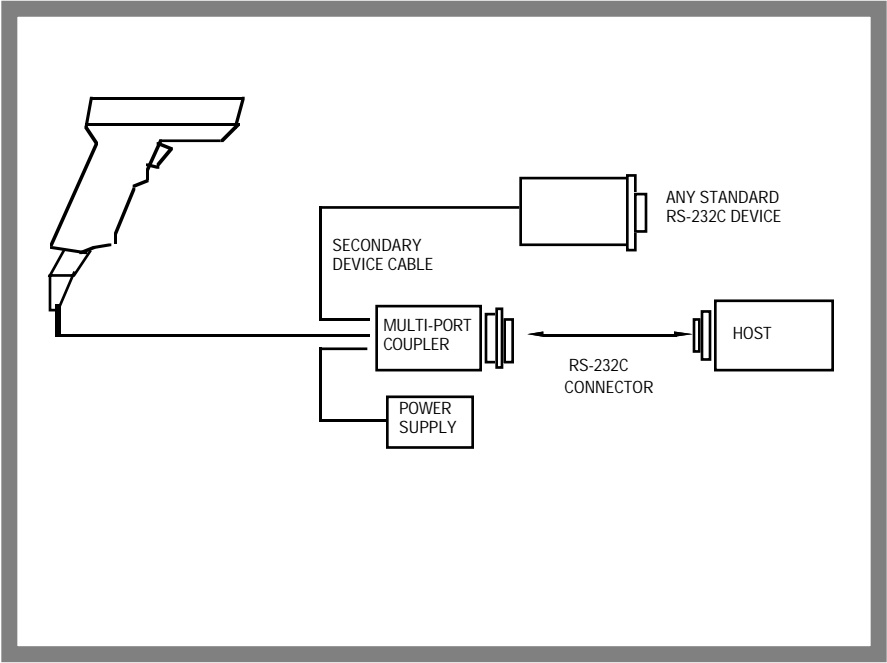 ANY STANDARD
RS-232C DEVICE
SECONDARY
DEVICE CABLE
MULTI-PORT
COUPLER
HOST
RS-232C
CONNECTOR
POWER
SUPPLY